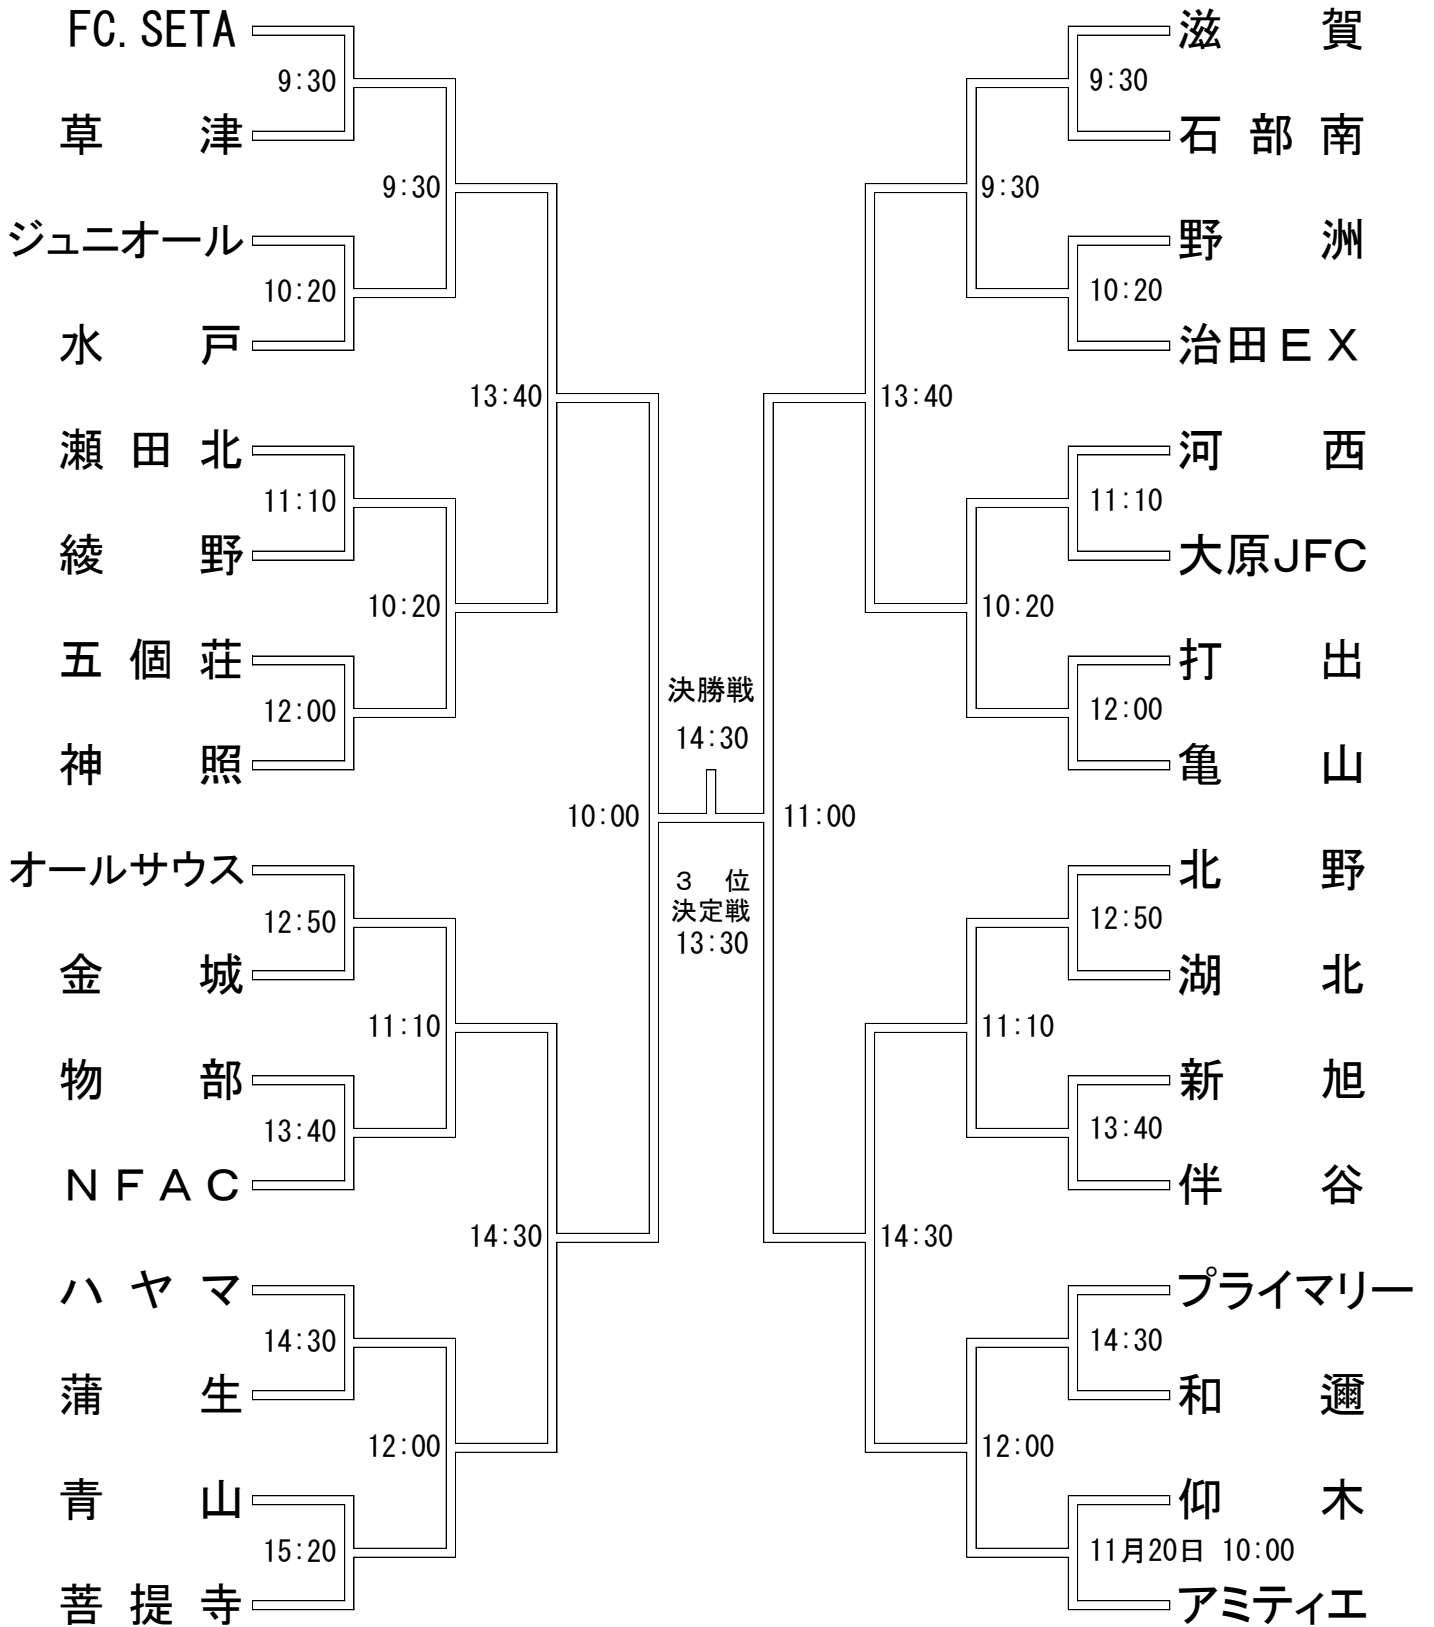 FC.SETA
9:30
草津
9:30
ジュニオール
10:20
水戸
13:40
瀬田北
11:10
綾野
10:20
五個荘
12:00
神照
10:00
オールサウス
12:50
金城
11:10
物部
13:40
NFAC
14:30
ハヤマ
14:30
蒲生
12:00
青山
15:20
菩提寺
決勝戦
14:30
3 位
決定戦
13:30
滋賀
9:30
石部南
9:30
野洲
10:20
治田EX
13:40
河西
11:10
大原JFC
10:20
打出
12:00
亀山
11:00
北野
12:50
湖北
11:10
新旭
13:40
伴谷
14:30
プライマリー
14:30
和邇
12:00
仰木
11月20日 10:00
アミティエ